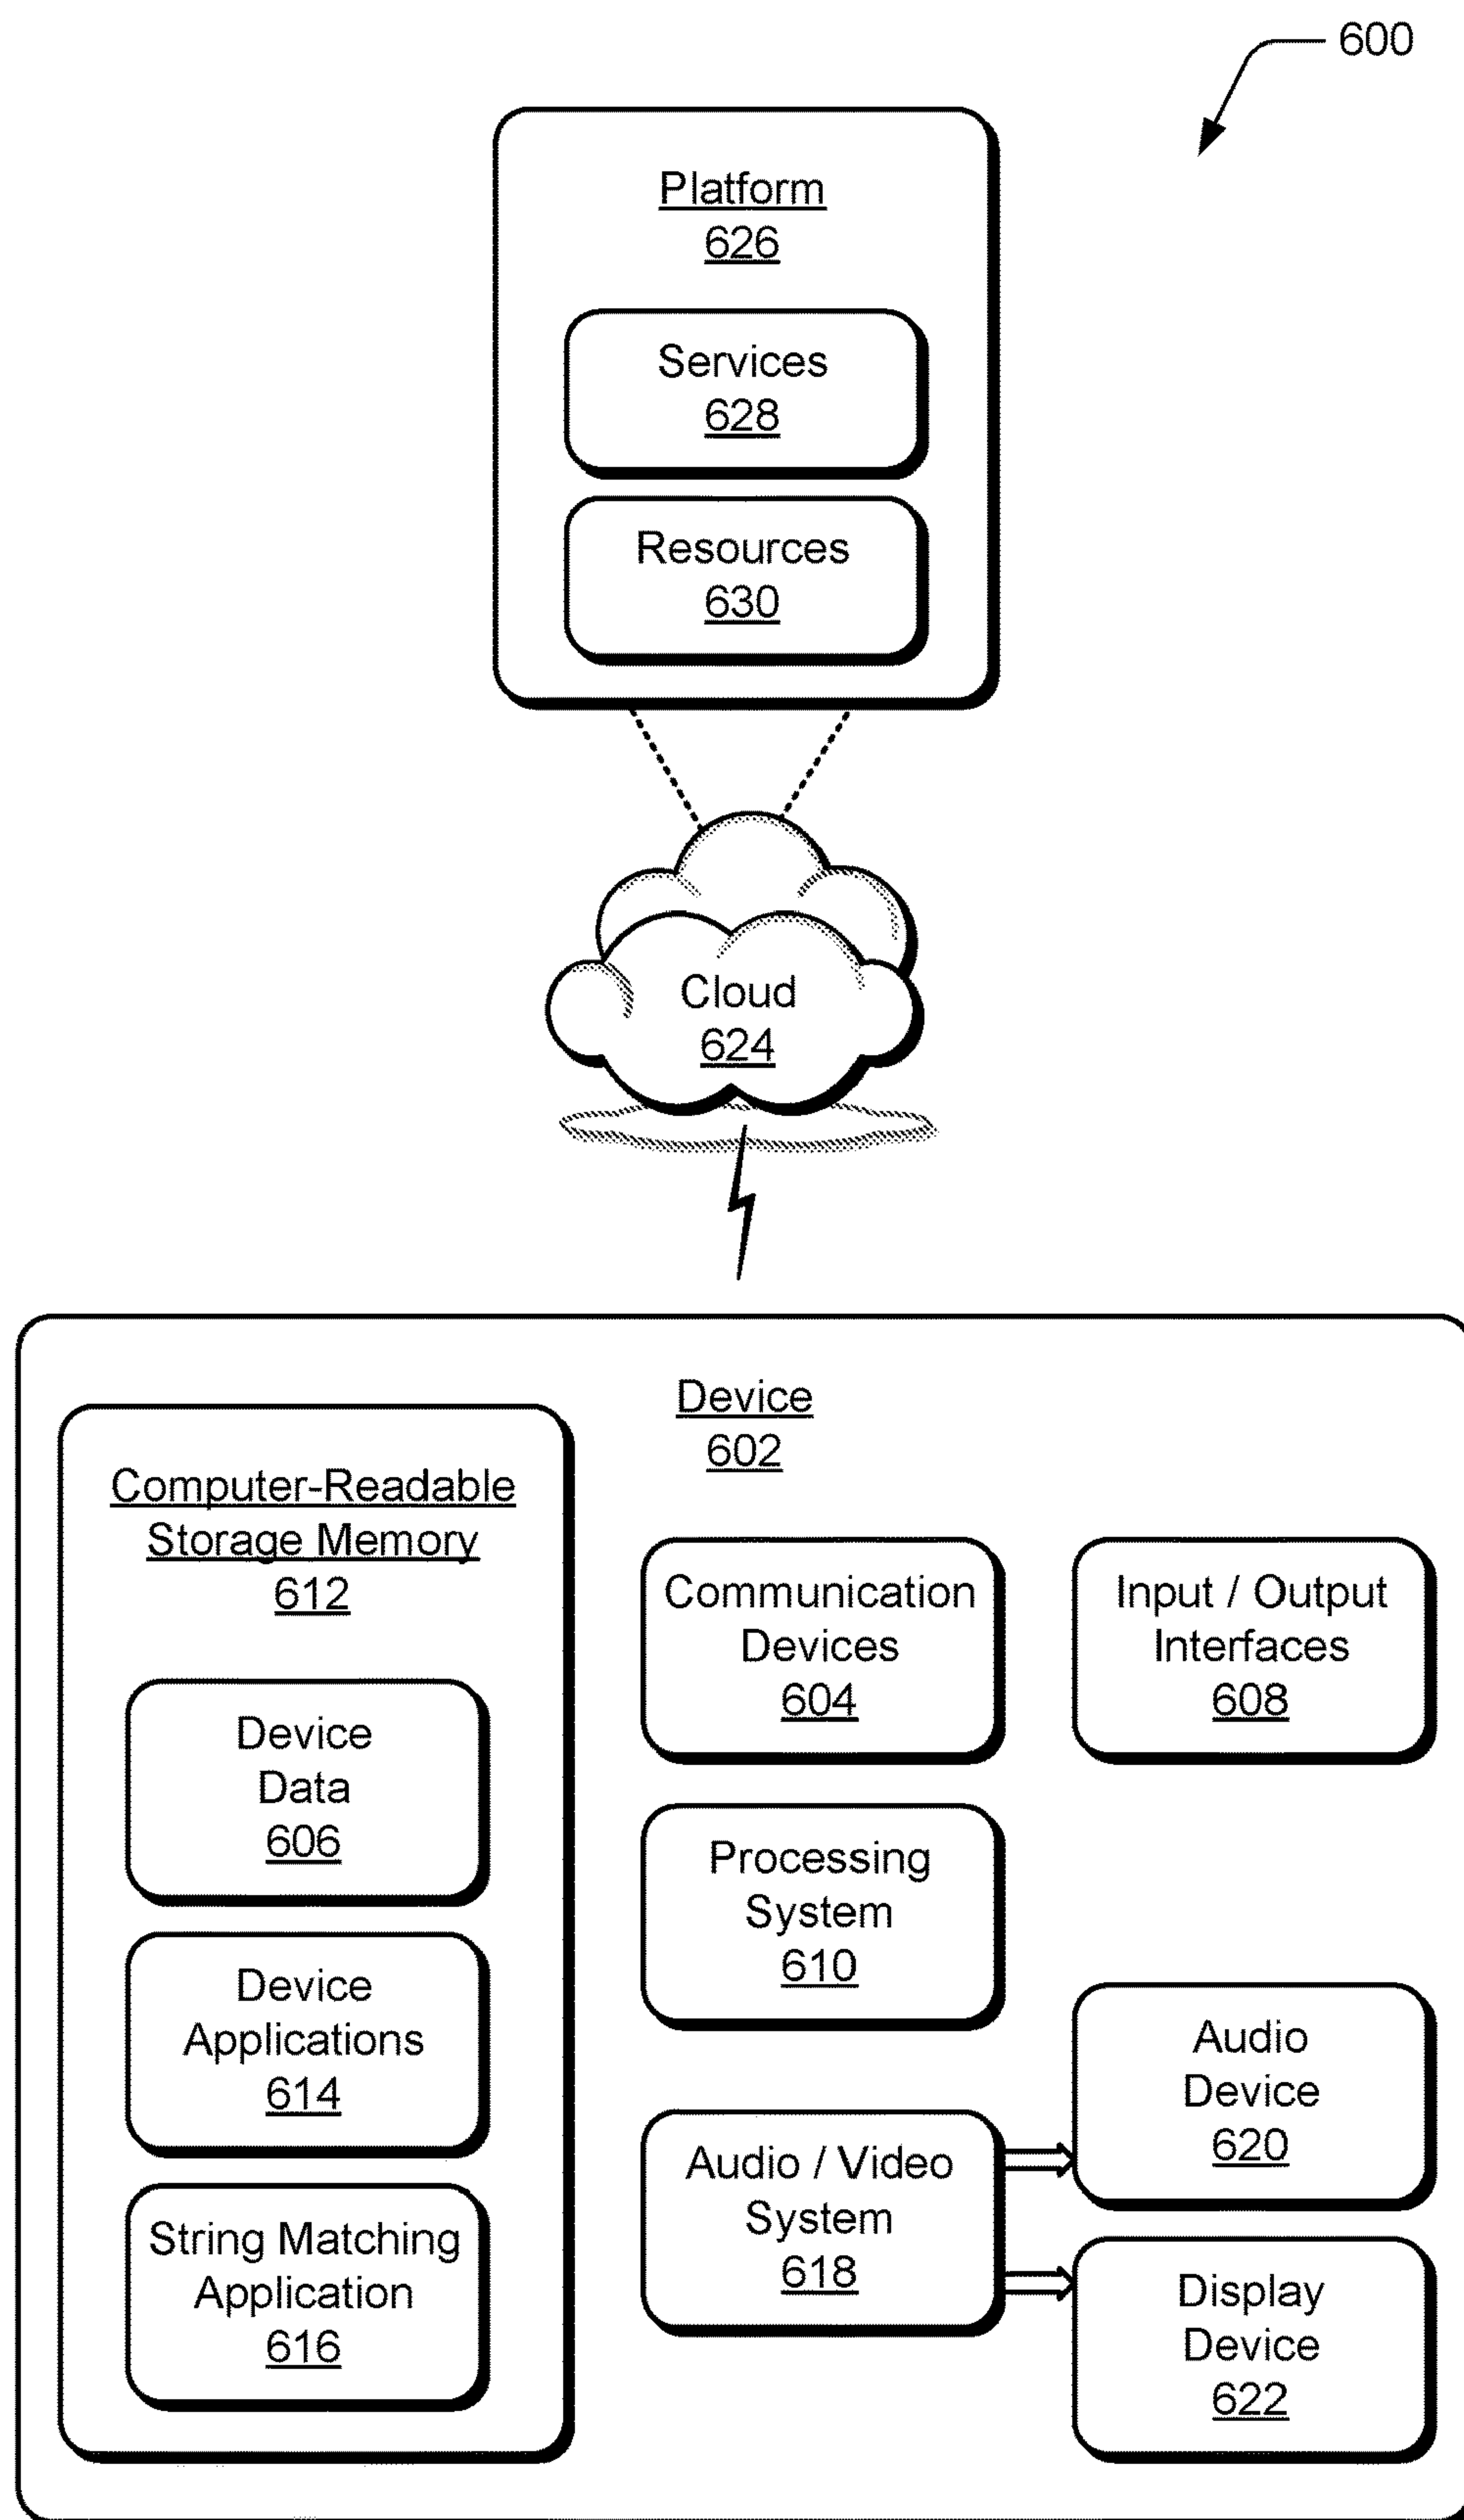 600
Platform
626
Services
628
Resources
630
Cloud
624
Device
602
Computer-Readable
Storage Memory
612
Device
Data
606
Device
Applications
614
String Matching
Application
616
Communication
Devices
604
Input / Output
Interfaces
608
Processing
System
610
Audio / Video
System
618
Audio
Device
620
Display
Device
622